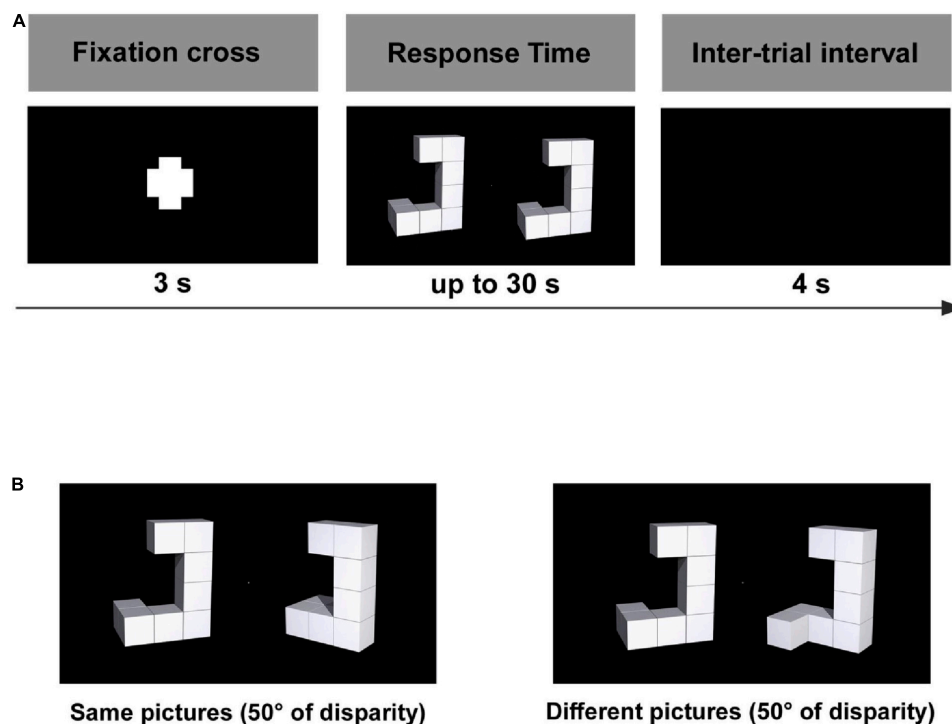 A
Fixation cross
Response Time
Inter-trial interval
3 s
up to 30 s
4 s
B
Same pictures (50° of disparity)
Different pictures (50° of disparity)